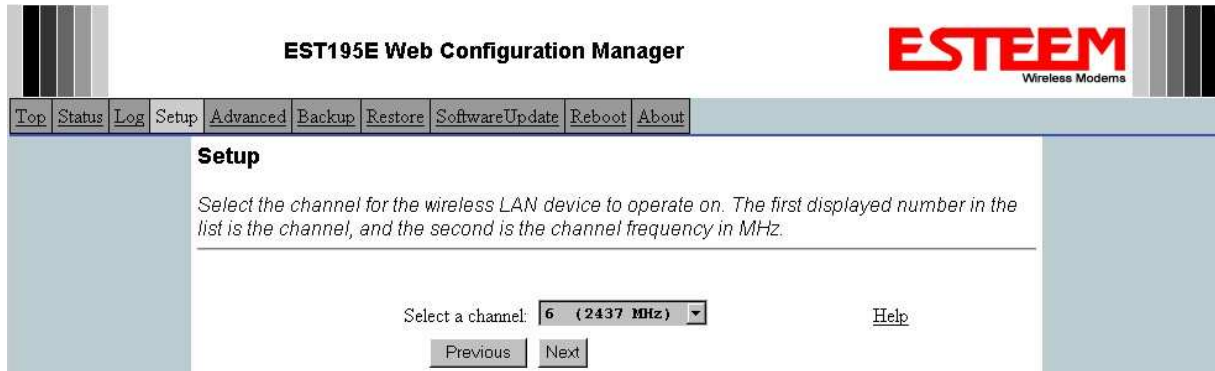 EST195E Web Configuration Manager
ESTEEM
Wireless Modems
Top Status Log Setup Advanced Backup Restore SoftwareUpdate Reboot About
Setup
Select the channel for the wireless LAN device to operate on. The first displayed number in the
list is the channel, and the second is the channel frequency in MHz.
Select a channel: 6 (2437 MHz) Help
Previous Next